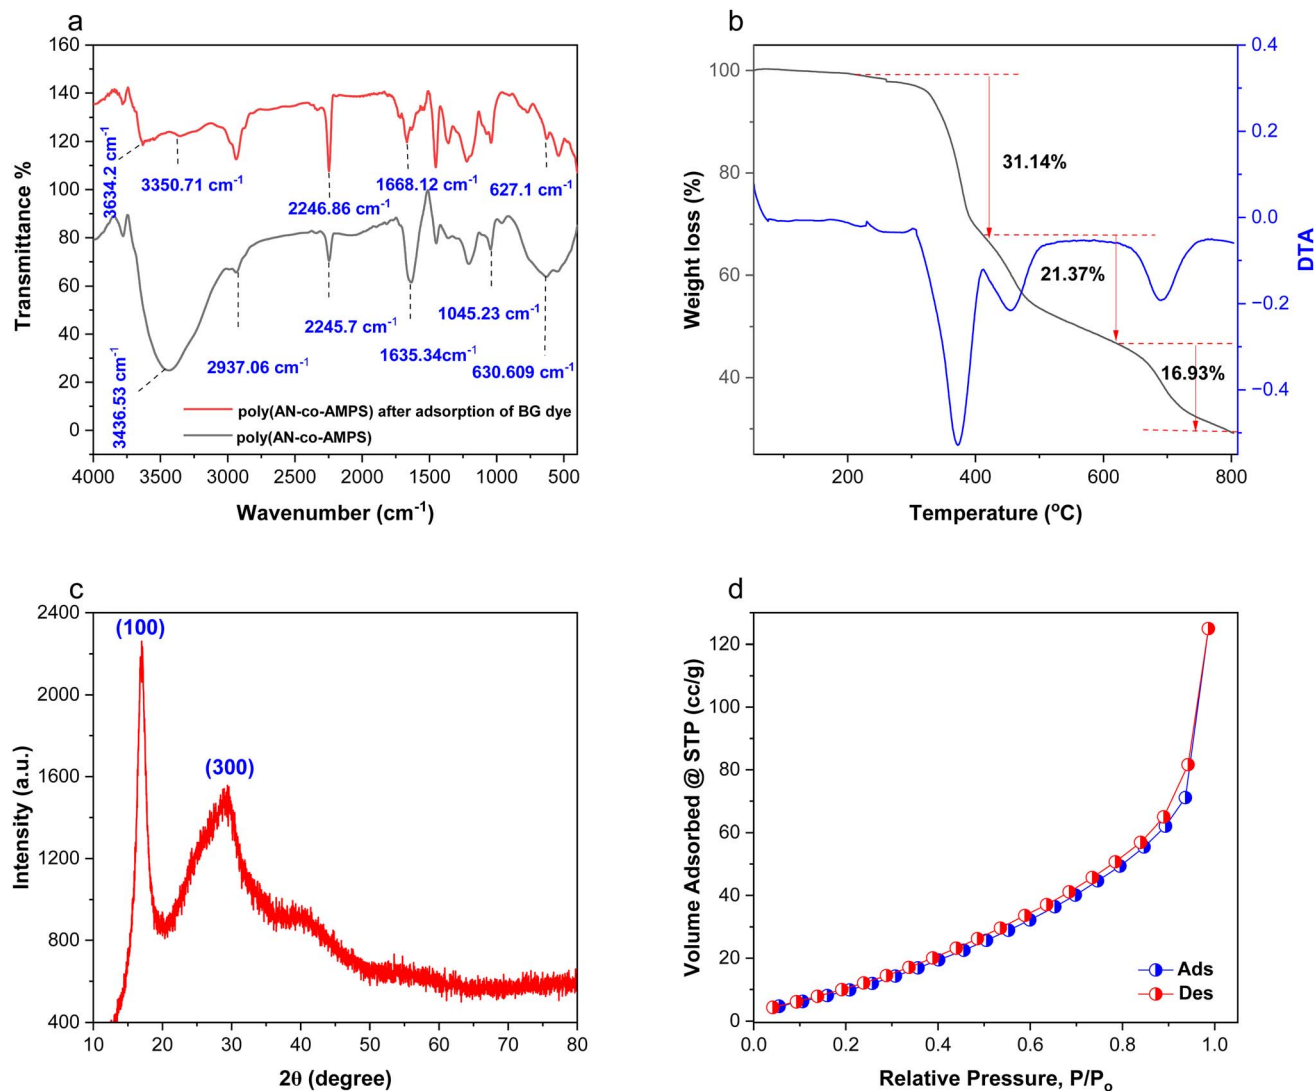 a
160
140
120
100
80
60
40
20
0
Transmittance %
3634.2 cm-1
3350.71 cm-1
2246.86 cm-1
1668.12 cm-1
627.1 cm-1
3436.53 cm-1
2937.06 cm-1
2245.7 cm-1
1635.34cm-1
1045.23 cm-1
630.609 cm-1
poly(AN-co-AMPS) after adsorption of BG dye
poly(AN-co-AMPS)
4000 3500 3000 2500 2000 1500 1000 500
Wavenumber (cm-1)
b
100
80
60
40
Weight loss (%)
31.14%
21.37%
16.93%
0.4
0.2
0.0
−0.2
−0.4
DTA
200 400 600 800
Temperature (oC)
c
2400
2000
1600
1200
800
400
Intensity (a.u.)
(100)
(300)
10 20 30 40 50 60 70 80
2θ (degree)
d
120
100
80
60
40
20
0
Volume Adsorbed @ STP (cc/g)
Ads
Des
0.0 0.2 0.4 0.6 0.8 1.0
Relative Pressure, P/Po